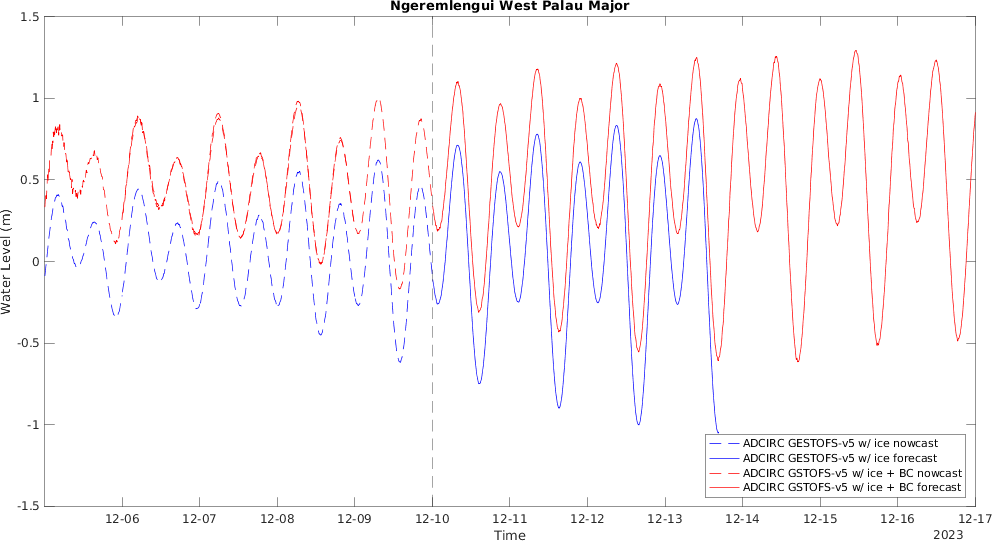 Ngeremlengui West Palau Major
1.5
1
0.5
0
-0.5
-1
-1.5
Water Level (m)
ADCIRC GESTOFS-v5 w/ ice nowcast
ADCIRC GESTOFS-v5 w/ ice forecast
ADCIRC GSTOFS-v5 w/ ice + BC nowcast
ADCIRC GSTOFS-v5 w/ ice + BC forecast
12-06 12-07 12-08 12-09 12-10 12-11 12-12 12-13 12-14 12-15 12-16 12-17
Time
2023